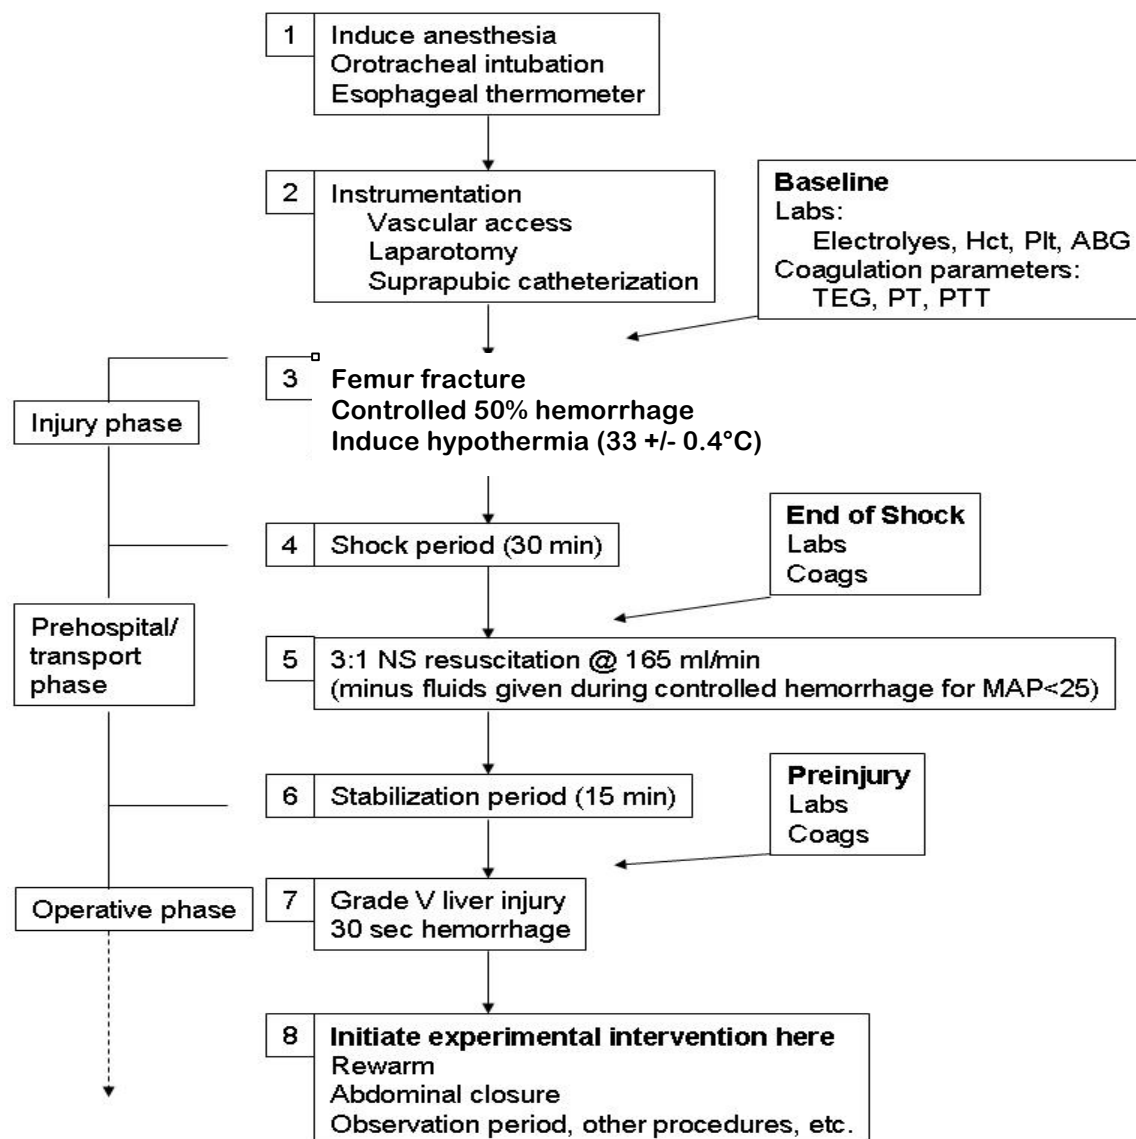 1
Induce anesthesia
Orotracheal intubation
Esophageal thermometer
2
Instrumentation
Vascular access
Laparotomy
Suprapubic catheterization
Baseline
Labs:
Electrolyes, Hct, Plt, ABG
Coagulation parameters:
TEG, PT, PTT
3
Femur fracture
Controlled 50% hemorrhage
Induce hypothermia (33 +/- 0.4°C)
Injury phase
4
Shock period (30 min)
End of Shock
Labs
Coags
Prehospital/
transport
phase
5
3:1 NS resuscitation @ 165 ml/min
(minus fluids given during controlled hemorrhage for MAP<25)
6
Stabilization period (15 min)
Preinjury
Labs
Coags
Operative phase
7
Grade V liver injury
30 sec hemorrhage
8
Initiate experimental intervention here
Rewarm
Abdominal closure
Observation period, other procedures, etc.